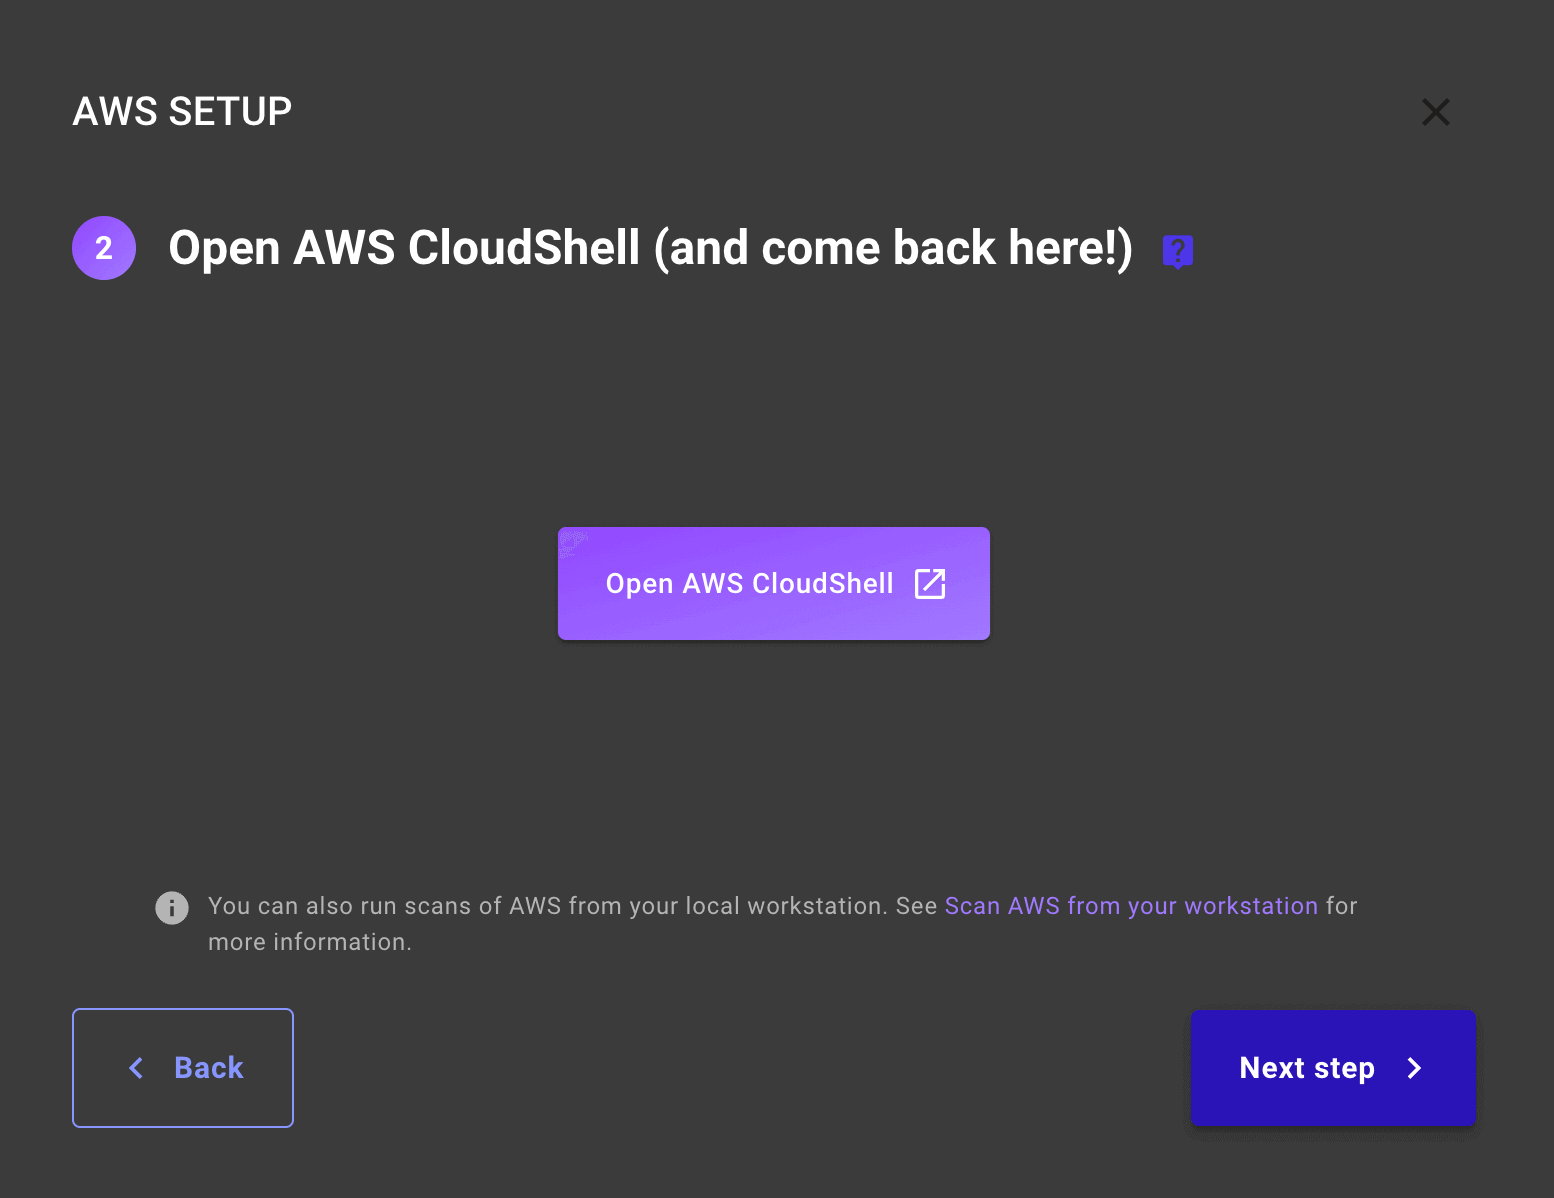 AWS SETUP
2
Open AWS CloudShell (and come back here!)
?
Open AWS CloudShell
You can also run scans of AWS from your local workstation. See Scan AWS from your workstation for
more information.
Back
Next step